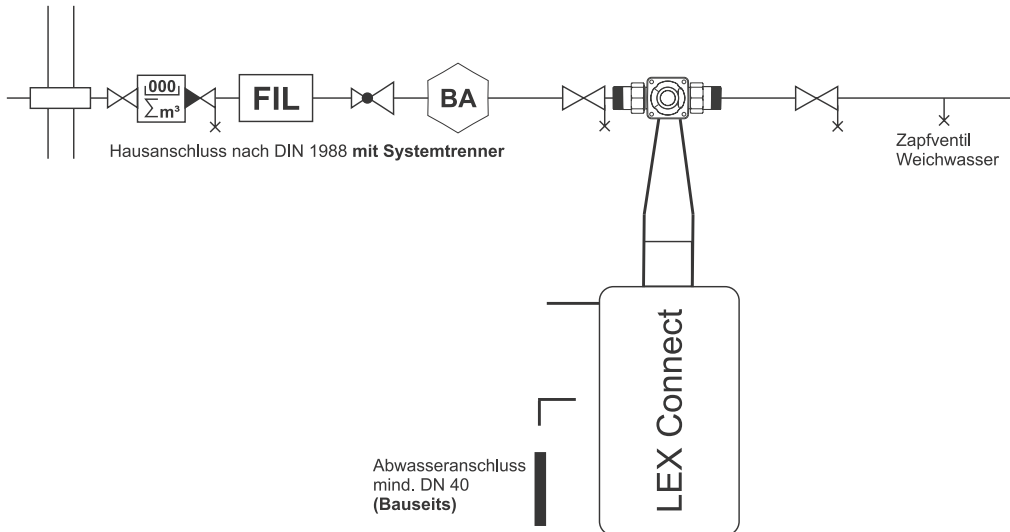 000
∑m³
FIL
BA
Hausanschluss nach DIN 1988 mit Systemtrenner
Zapfventil
Weichwasser
LEX Connect
Abwasseranschluss
mind. DN 40
(Bauseits)